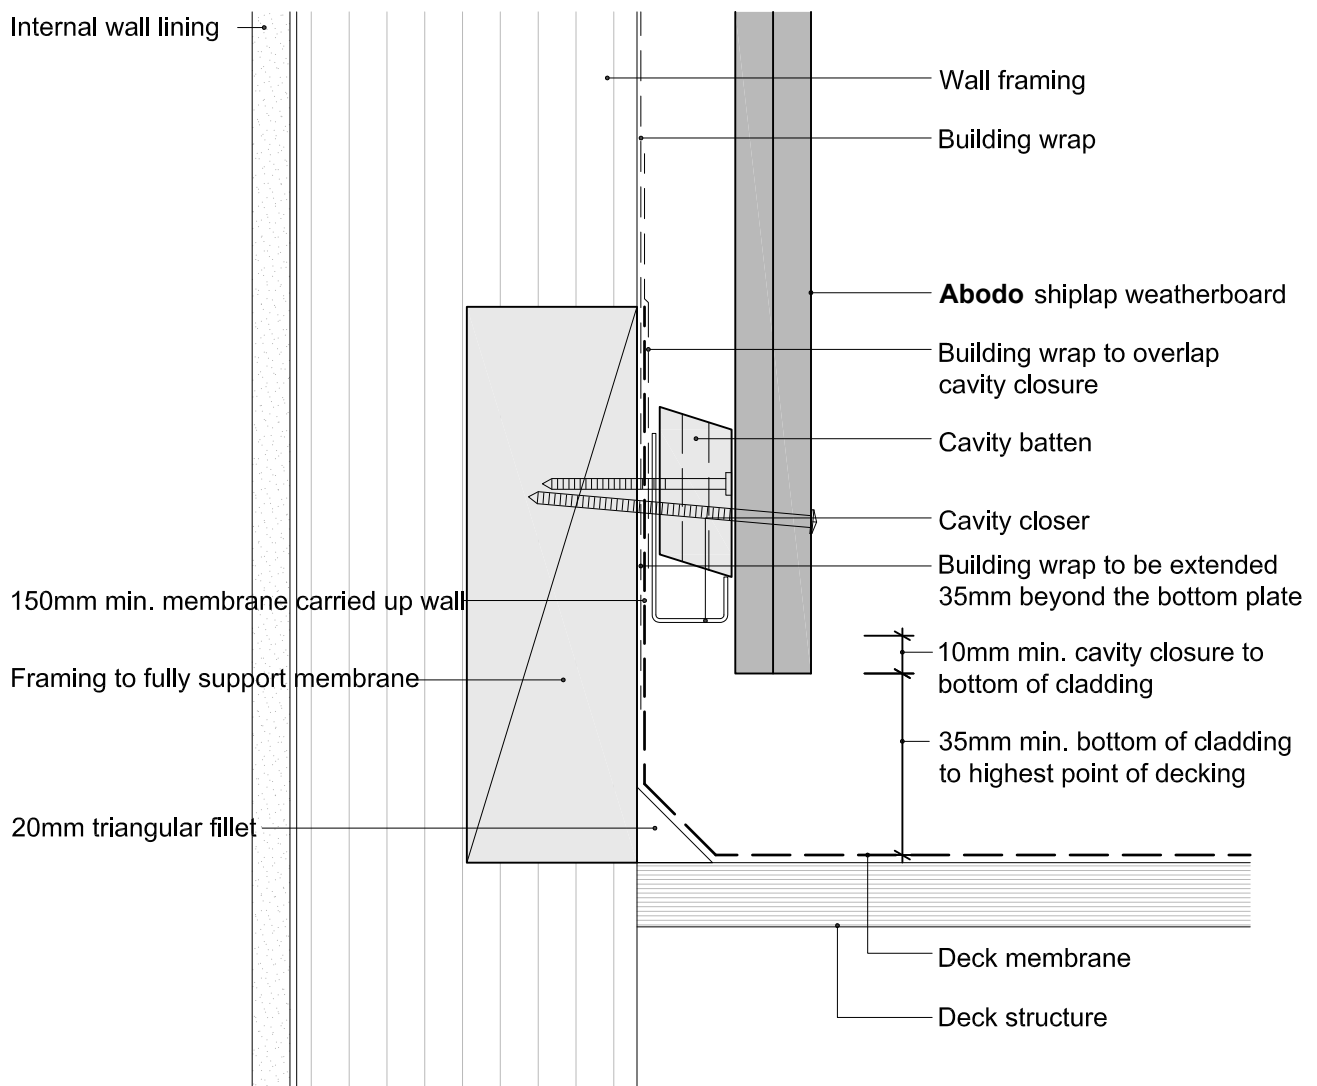 Internal wall lining
Wall framing
Building wrap
Abodo shiplap weatherboard
Building wrap to overlap
cavity closure
Cavity batten
Cavity closer
Building wrap to be extended
35mm beyond the bottom plate
150mm min. membrane carried up wall
10mm min. cavity closure to
bottom of cladding
Framing to fully support membrane
35mm min. bottom of cladding
to highest point of decking
20mm triangular fillet
Deck membrane
Deck structure